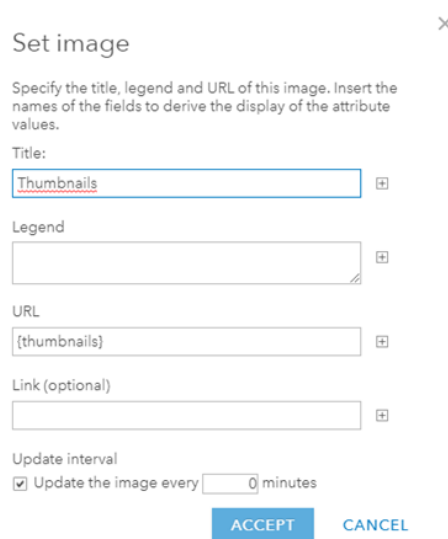 Set image
Specify the title, legend and URL of this image. Insert the
names of the fields to derive the display of the attribute
values.
Title:
Thumbnails
Legend
URL
{thumbnails}
Link (optional)
Update interval
Update the image every 0 minutes
ACCEPT CANCEL